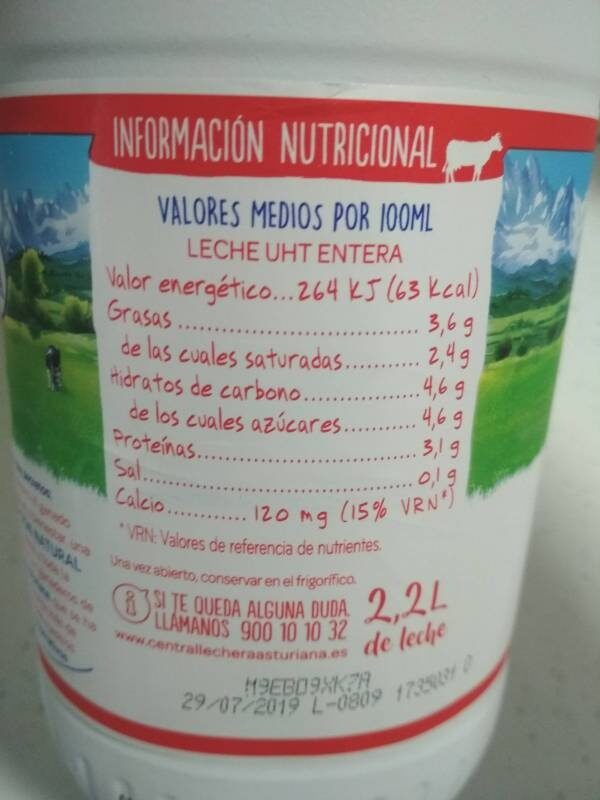 INFORMACIÓN NUTRICIONAL
VALORES MEDIOS POR 100ML
LECHE UHT ENTERA
Valor energético...264 KJ (63 Kcal)
Grasas.................... 3,6 g
de las cuales saturadas........... 2,4 g
Hidratos de carbono................ 4,6 g
de los cuales azúcares........... 4,6 g
Proteínas........................... 3,1 g
Sal................................. 0,1 g
Calcio........... 120 mg (15% VRN*)
*VRN: Valores de referencia de nutrientes.
Una vez abierto, conservar en el frigorífico.
SI TE QUEDA ALGUNA DUDA.
LLÁMANOS 900 10 10 32
www.centrallecheraasturiana.es
2,2L
de leche
29/07/2019 L-0809
NATURAL
una